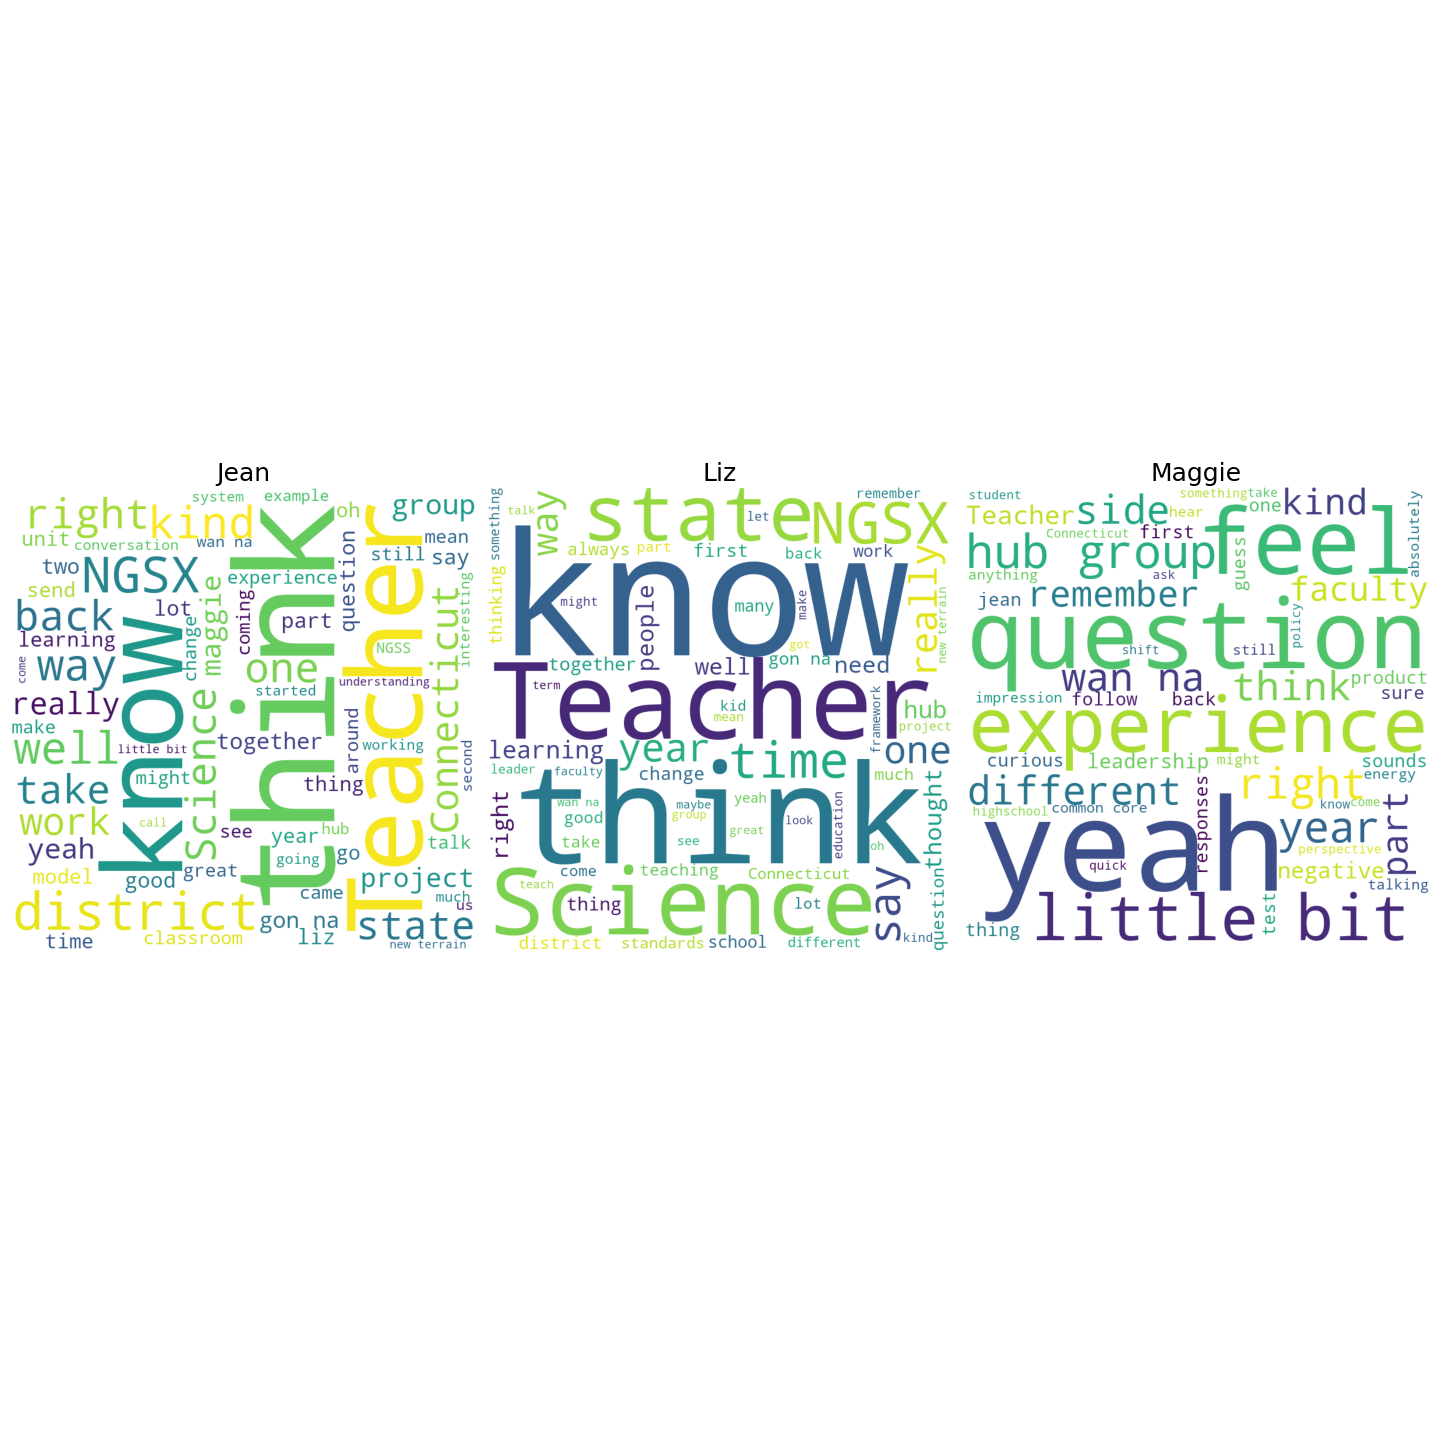 Jean
system example
right kind oh group
unit conversation wan na mean
two NGSX think Teacher question still say
send experience
back lot maggie coming part Connecticut interesting
learning know change NGSS
come way one
really Science started understanding
make together around working second
well little bit thing
take might
work call see year hub go talk
yeah going
model good great came project
district gon na much us
state
time classroom liz new terrain
Liz
something way state let remember
talk NGSX
always part first back work really
thinking know
might people many make new terrain
got
together well gon na need
Teacher
term kid framework hub
mean project
learning year time one
leader faculty change much
right think thought
wan na maybe yeah education
good group look
take see great oh
come teaching Connecticut say question
teach Science
thing lot kind
district standards school different
Maggie
student something take kind absolutely
Teacher side hear one feel
Connecticut first
hub group guess
anything ask faculty
jean remember policy
question
shift still
wan na think product
impression follow back sure
experience
curious leadership might sounds
different right energy
highschool common core responses know come part
yeah year
quick perspective
negative
talking
little bit test
thing